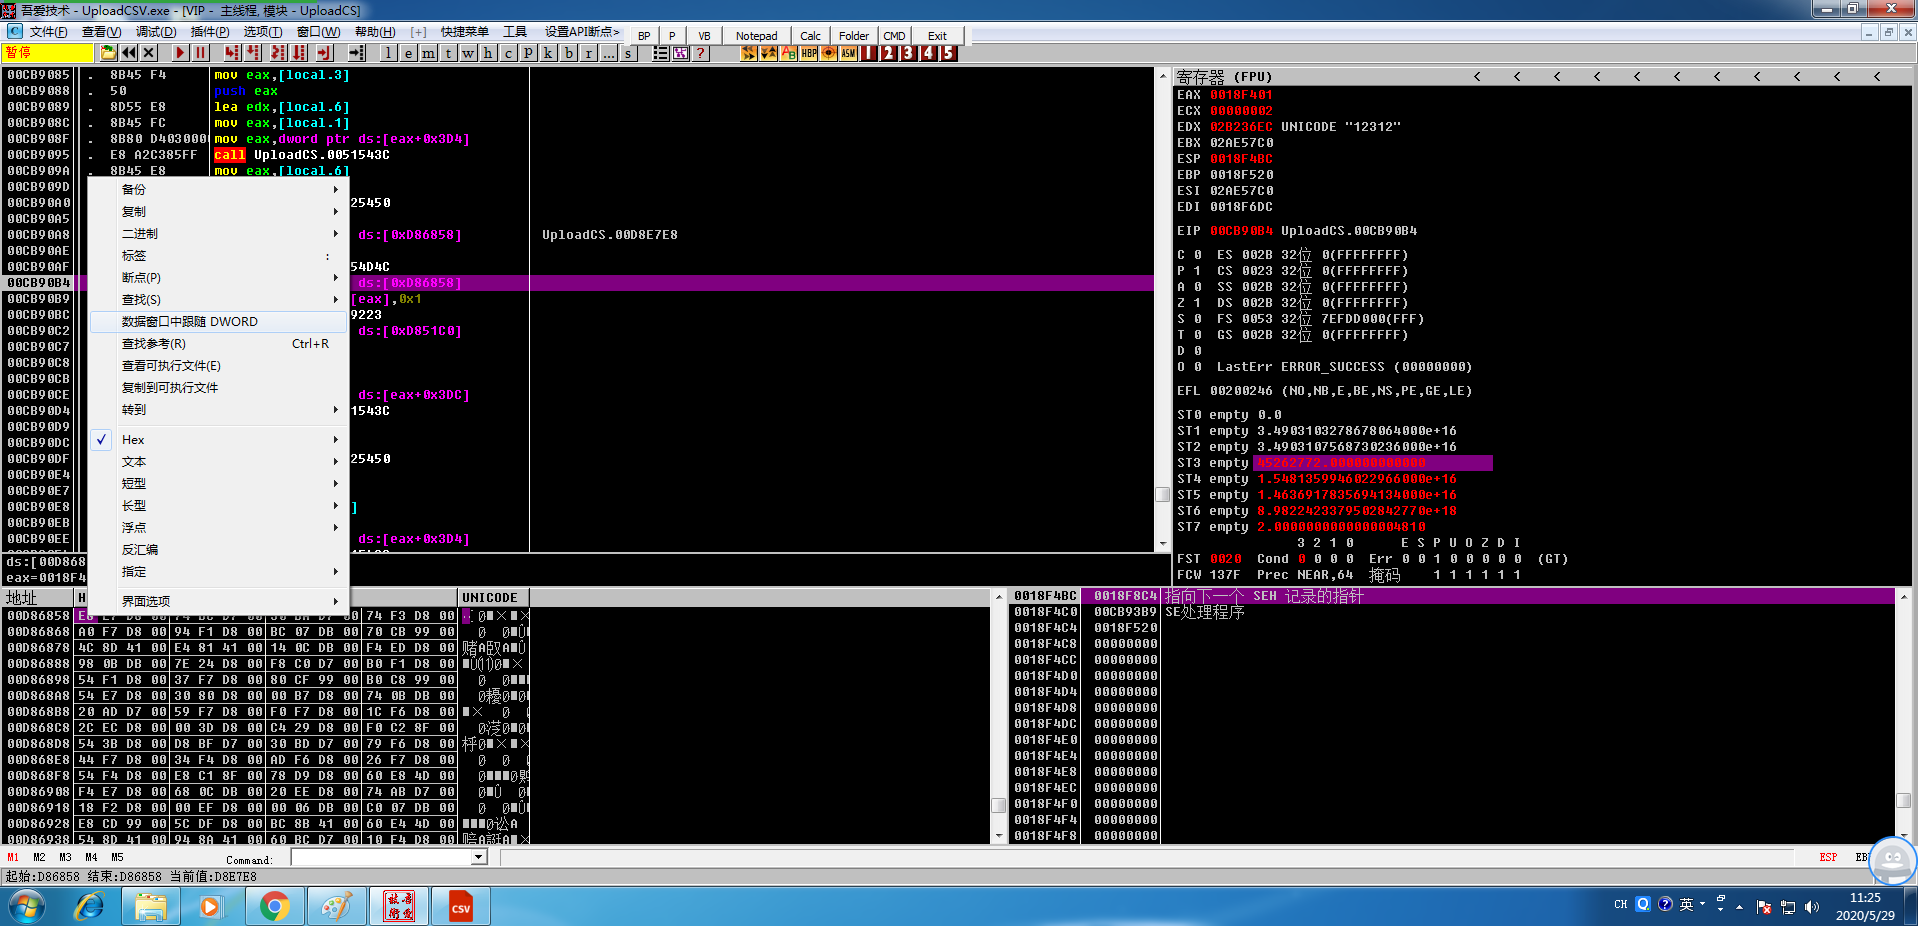 吾爱技术 - UploadCSV.exe - [VIP - 主线程, 模块 - UploadCS]
文件(F) 查看(V) 调试(D) 插件(P) 选项(T) 窗口(W) 帮助(H) [+] 快捷菜单 工具 设置API断点>
BP P VB Notepad Calc Folder CMD Exit
暂停
l e m t w h c p k b r ... s
? HBP ASM 1 2 3 4 5
00CB9085 . 8B45 F4 mov eax,[local.3]
00CB9088 . 50 push eax
00CB9089 . 8D55 E8 lea edx,[local.6]
00CB908C . 8B45 FC mov eax,[local.1]
00CB908F . 8B80 D4030000 mov eax,dword ptr ds:[eax+0x3D4]
00CB9095 . E8 A2C385FF call UploadCS.0051543C
00CB909A . 8B45 E8 mov eax,[local.6]
00CB909D
00CB90A0 25450
00CB90A5
00CB90A8 ds:[0xD86858] UploadCS.00D8E7E8
00CB90AE
00CB90AF 54D4C
00CB90B4 ds:[0xD86858]
00CB90B9 [eax],0x1
00CB90BC 9223
00CB90C2 ds:[0xD851C0]
00CB90C7
00CB90C8
00CB90CB
00CB90CE ds:[eax+0x3DC]
00CB90D4 1543C
00CB90D9
00CB90DC
00CB90DF 25450
00CB90E4
00CB90E7
00CB90E8 ]
00CB90EB
00CB90EE ds:[eax+0x3D4]
ds:[00D868
eax=0018F4
备份
复制
二进制
标签 :
断点(P)
查找(S)
数据窗口中跟随 DWORD
查找参考(R) Ctrl+R
查看可执行文件(E)
复制到可执行文件
转到
Hex
文本
短型
长型
浮点
反汇编
指定
界面选项
寄存器 (FPU) < < < < < < < < < < <
EAX 0018F401
ECX 00000002
EDX 02B236EC UNICODE "12312"
EBX 02AE57C0
ESP 0018F4BC
EBP 0018F520
ESI 02AE57C0
EDI 0018F6DC
EIP 00CB90B4 UploadCS.00CB90B4
C 0 ES 002B 32位 0(FFFFFFFF)
P 1 CS 0023 32位 0(FFFFFFFF)
A 0 SS 002B 32位 0(FFFFFFFF)
Z 1 DS 002B 32位 0(FFFFFFFF)
S 0 FS 0053 32位 7EFDD000(FFF)
T 0 GS 002B 32位 0(FFFFFFFF)
D 0
O 0 LastErr ERROR_SUCCESS (00000000)
EFL 00200246 (NO,NB,E,BE,NS,PE,GE,LE)
ST0 empty 0.0
ST1 empty 3.4903103278678064000e+16
ST2 empty 3.4903107568730236000e+16
ST3 empty 45262772.000000000000
ST4 empty 1.5481359946022966000e+16
ST5 empty 1.4636917835694134000e+16
ST6 empty 8.9822423379502842770e+18
ST7 empty 2.0000000000000004810
3 2 1 0 E S P U O Z D I
FST 0020 Cond 0 0 0 0 Err 0 0 1 0 0 0 0 0 (GT)
FCW 137F Prec NEAR,64 掩码 1 1 1 1 1 1
地址 H UNICODE
00D86858 E8 E7 D8 00 74 BC D7 00 30 BA D7 00 74 F3 D8 00
00D86868 A0 F7 D8 00 94 F1 D8 00 BC 07 DB 00 70 CB 99 00
00D86878 4C 8D 41 00 E4 81 41 00 14 0C DB 00 F4 ED D8 00
00D86888 98 0B DB 00 7E 24 D8 00 F8 C0 D7 00 B0 F1 D8 00
00D86898 54 F1 D8 00 37 F7 D8 00 80 CF 99 00 B0 C8 99 00
00D868A8 54 E7 D8 00 30 80 D8 00 00 B7 D8 00 74 0B DB 00
00D868B8 20 AD D7 00 59 F7 D8 00 F0 F7 D8 00 1C F6 D8 00
00D868C8 2C EC D8 00 00 3D D8 00 C4 29 D8 00 F0 C2 8F 00
00D868D8 54 3B D8 00 D8 BF D7 00 30 BD D7 00 79 F6 D8 00
00D868E8 44 F7 D8 00 34 F4 D8 00 AD F6 D8 00 26 F7 D8 00
00D868F8 54 F4 D8 00 E8 C1 8F 00 78 D9 D8 00 60 E8 4D 00
00D86908 F4 E7 D8 00 68 0C DB 00 20 EE D8 00 74 AB D7 00
00D86918 18 F2 D8 00 00 EF D8 00 00 06 DB 00 C0 07 DB 00
00D86928 E8 CD 99 00 5C DF D8 00 BC 8B 41 00 60 E4 4D 00
00D86938 54 8D 41 00 94 8A 41 00 60 BC D7 00 10 F4 D8 00
0018F4BC 0018F8C4 指向下一个 SEH 记录的指针
0018F4C0 00CB93B9 SE处理程序
0018F4C4 0018F520
0018F4C8 00000000
0018F4CC 00000000
0018F4D0 00000000
0018F4D4 00000000
0018F4D8 00000000
0018F4DC 00000000
0018F4E0 00000000
0018F4E4 00000000
0018F4E8 00000000
0018F4EC 00000000
0018F4F0 00000000
0018F4F4 00000000
0018F4F8 00000000
M1 M2 M3 M4 M5 Command: ESP
起始:D86858 结束:D86858 当前值:D8E7E8
CSV
CH 英 11:25
2020/5/29